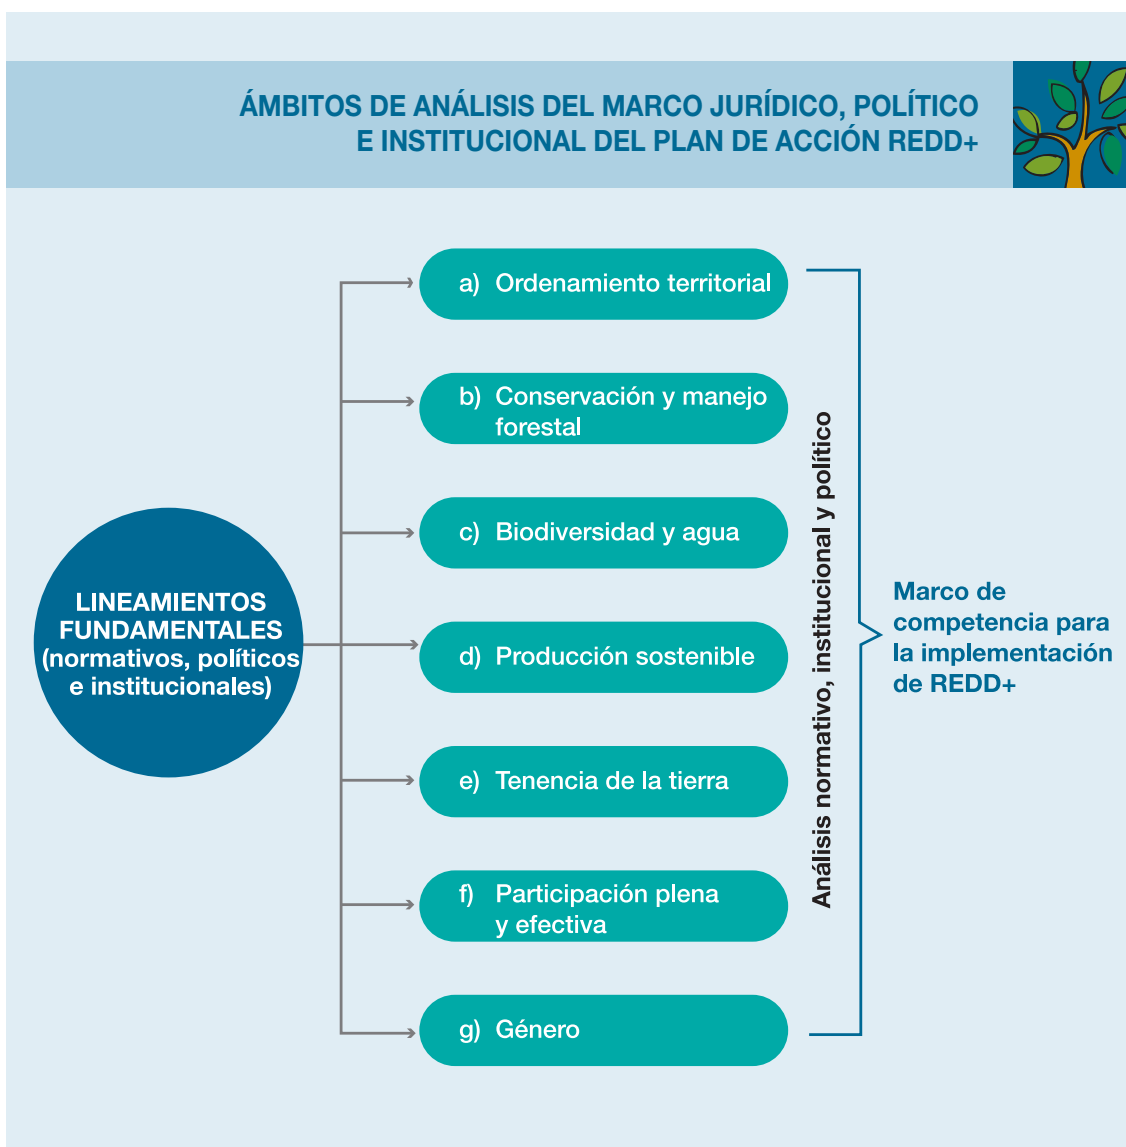 ÁMBITOS DE ANÁLISIS DEL MARCO JURÍDICO, POLÍTICO
E INSTITUCIONAL DEL PLAN DE ACCIÓN REDD+
LINEAMIENTOS
FUNDAMENTALES
(normativos, políticos
e institucionales)
a) Ordenamiento territorial
b) Conservación y manejo
forestal
c) Biodiversidad y agua
d) Producción sostenible
e) Tenencia de la tierra
f) Participación plena
y efectiva
g) Género
Análisis normativo, institucional y político
Marco de
competencia para
la implementación
de REDD+